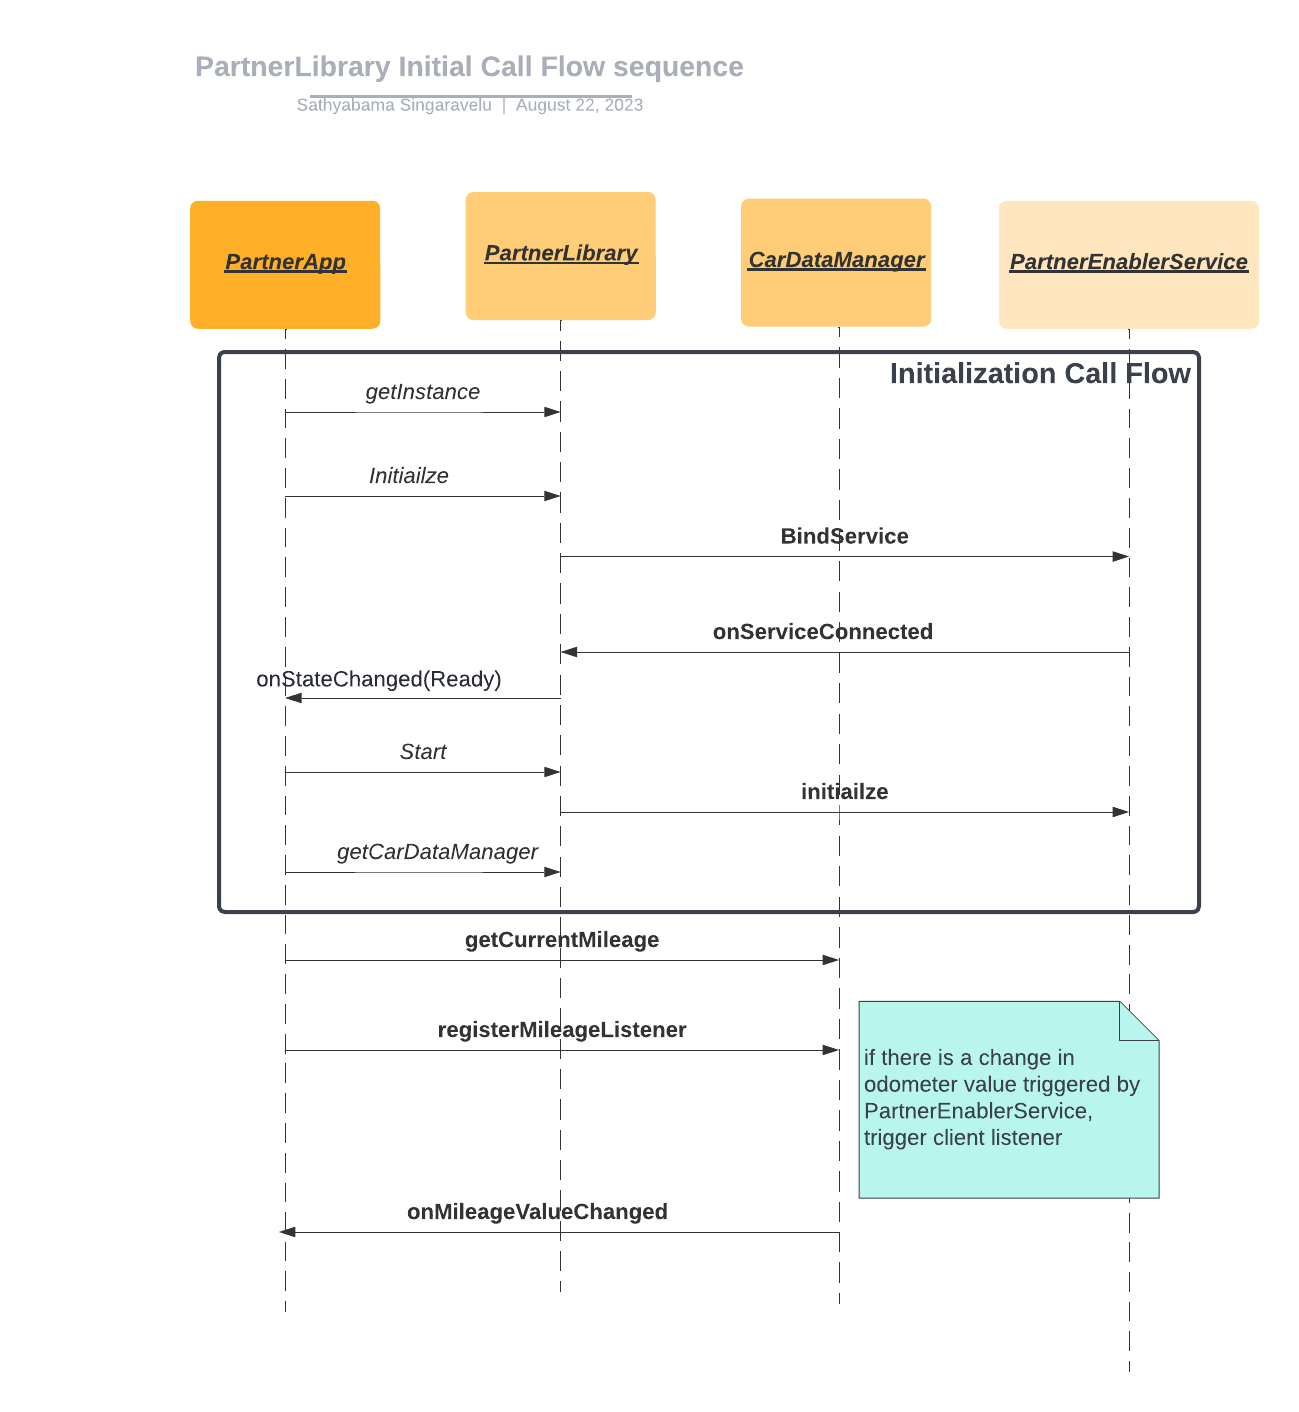 PartnerLibrary Initial Call Flow sequence
Sathyabama Singaravelu | August 22, 2023
PartnerApp
PartnerLibrary
CarDataManager
PartnerEnablerService
Initialization Call Flow
getInstance
Initiailze
BindService
onServiceConnected
onStateChanged(Ready)
Start
initiailze
getCarDataManager
getCurrentMileage
registerMileageListener
if there is a change in
odometer value triggered by
PartnerEnablerService,
trigger client listener
onMileageValueChanged